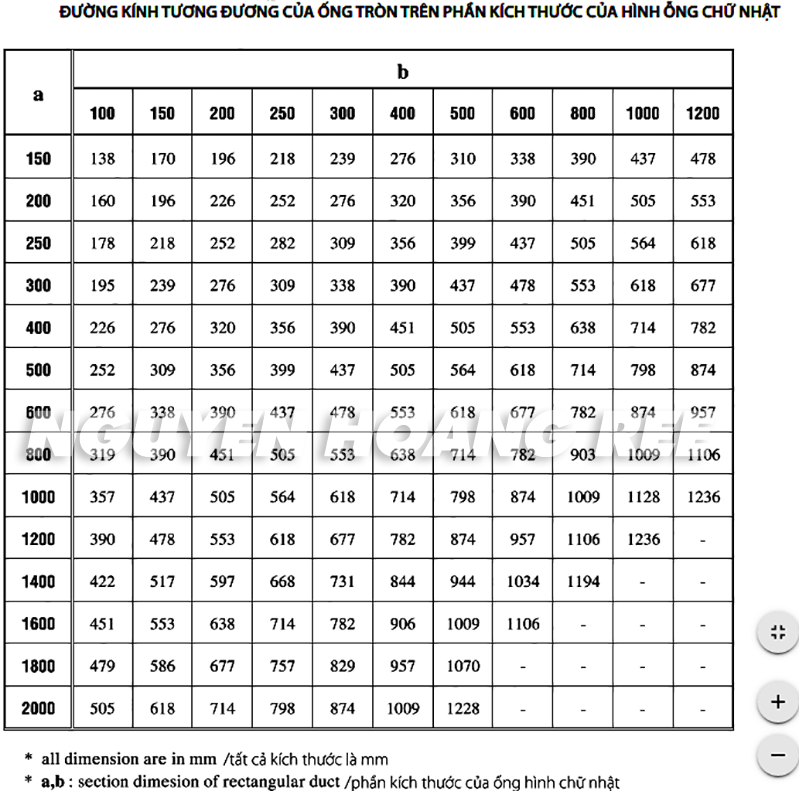 ĐƯỜNG KÍNH TƯƠNG ĐƯƠNG CỦA ỐNG TRÒN TRÊN PHẦN KÍCH THƯỚC CỦA HÌNH ỐNG CHỮ NHẬT
a b
100 150 200 250 300 400 500 600 800 1000 1200
150 138 170 196 218 239 276 310 338 390 437 478
200 160 196 226 252 276 320 356 390 451 505 553
250 178 218 252 282 309 356 399 437 505 564 618
300 195 239 276 309 338 390 437 478 553 618 677
400 226 276 320 356 390 451 505 553 638 714 782
500 252 309 356 399 437 505 564 618 714 798 874
600 276 338 390 437 478 553 618 677 782 874 957
NGUYEN HOANG REE
800 319 390 451 505 553 638 714 782 903 1009 1106
1000 357 437 505 564 618 714 798 874 1009 1128 1236
1200 390 478 553 618 677 782 874 957 1106 1236 -
1400 422 517 597 668 731 844 944 1034 1194 - -
1600 451 553 638 714 782 906 1009 1106 - - -
1800 479 586 677 757 829 957 1070 - - - -
2000 505 618 714 798 874 1009 1228 - - - -
* all dimension are in mm /tất cả kích thước là mm
* a,b : section dimesion of rectangular duct /phần kích thước của ống hình chữ nhật